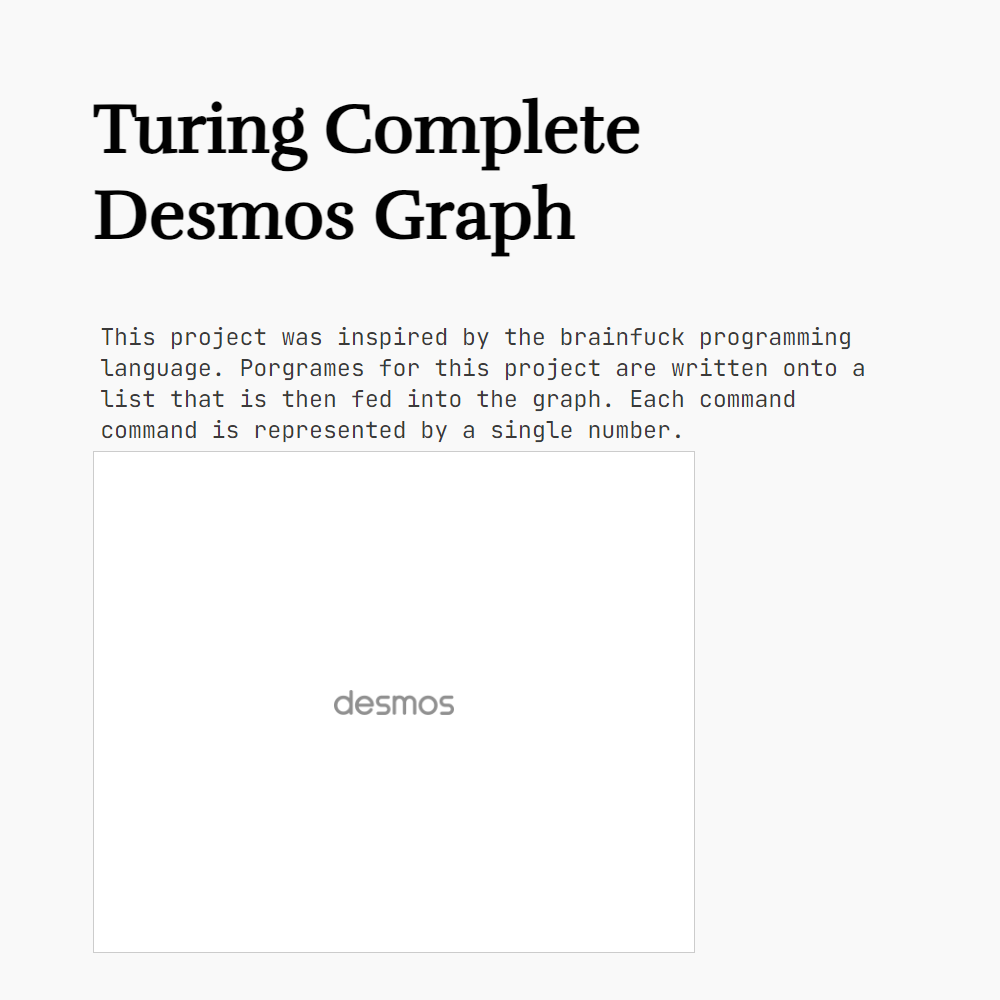 Turing Complete
Desmos Graph
This project was inspired by the brainfuck programming
language. Porgrames for this project are written onto a
list that is then fed into the graph. Each command
command is represented by a single number.
desmos